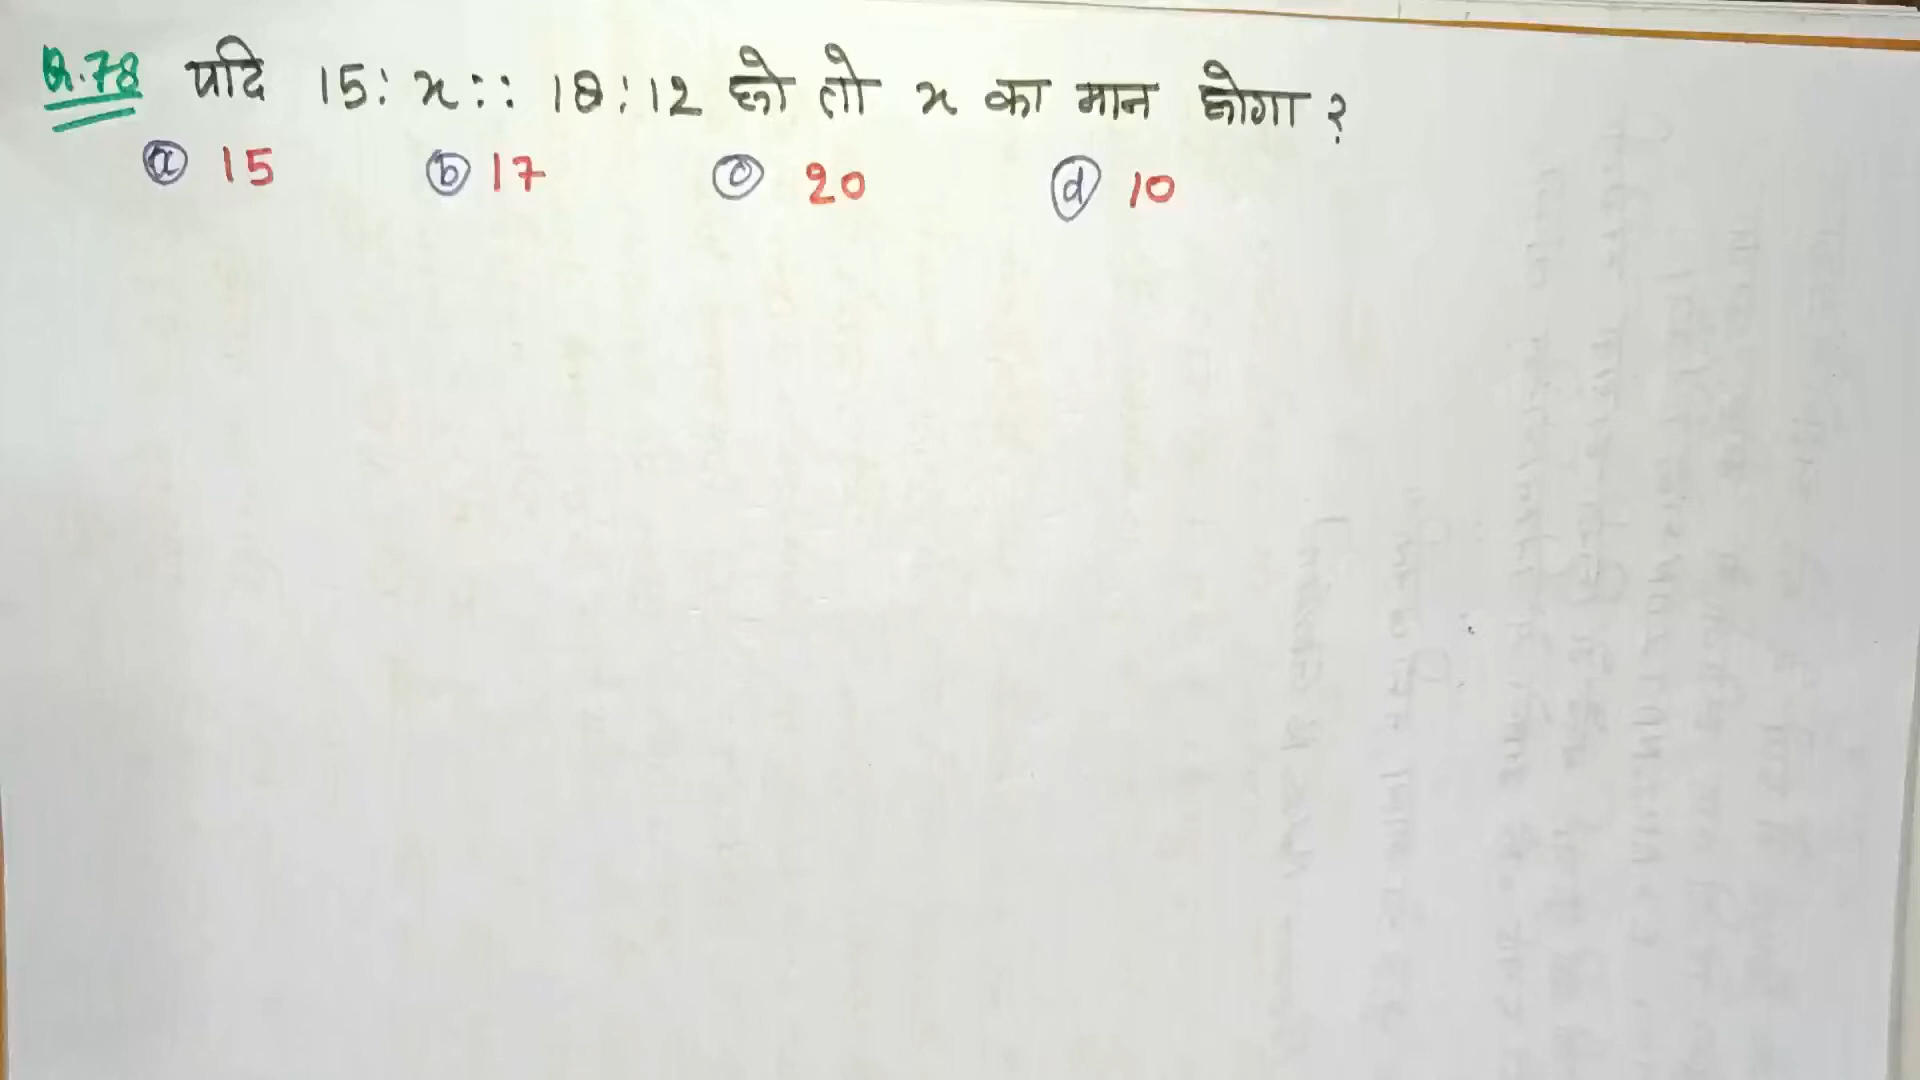 Q.78 यदि 15 : x :: 18 : 12 हो तो x का मान होगा ?
ⓐ 15 ⓑ 17 ⓒ 20 ⓓ 10